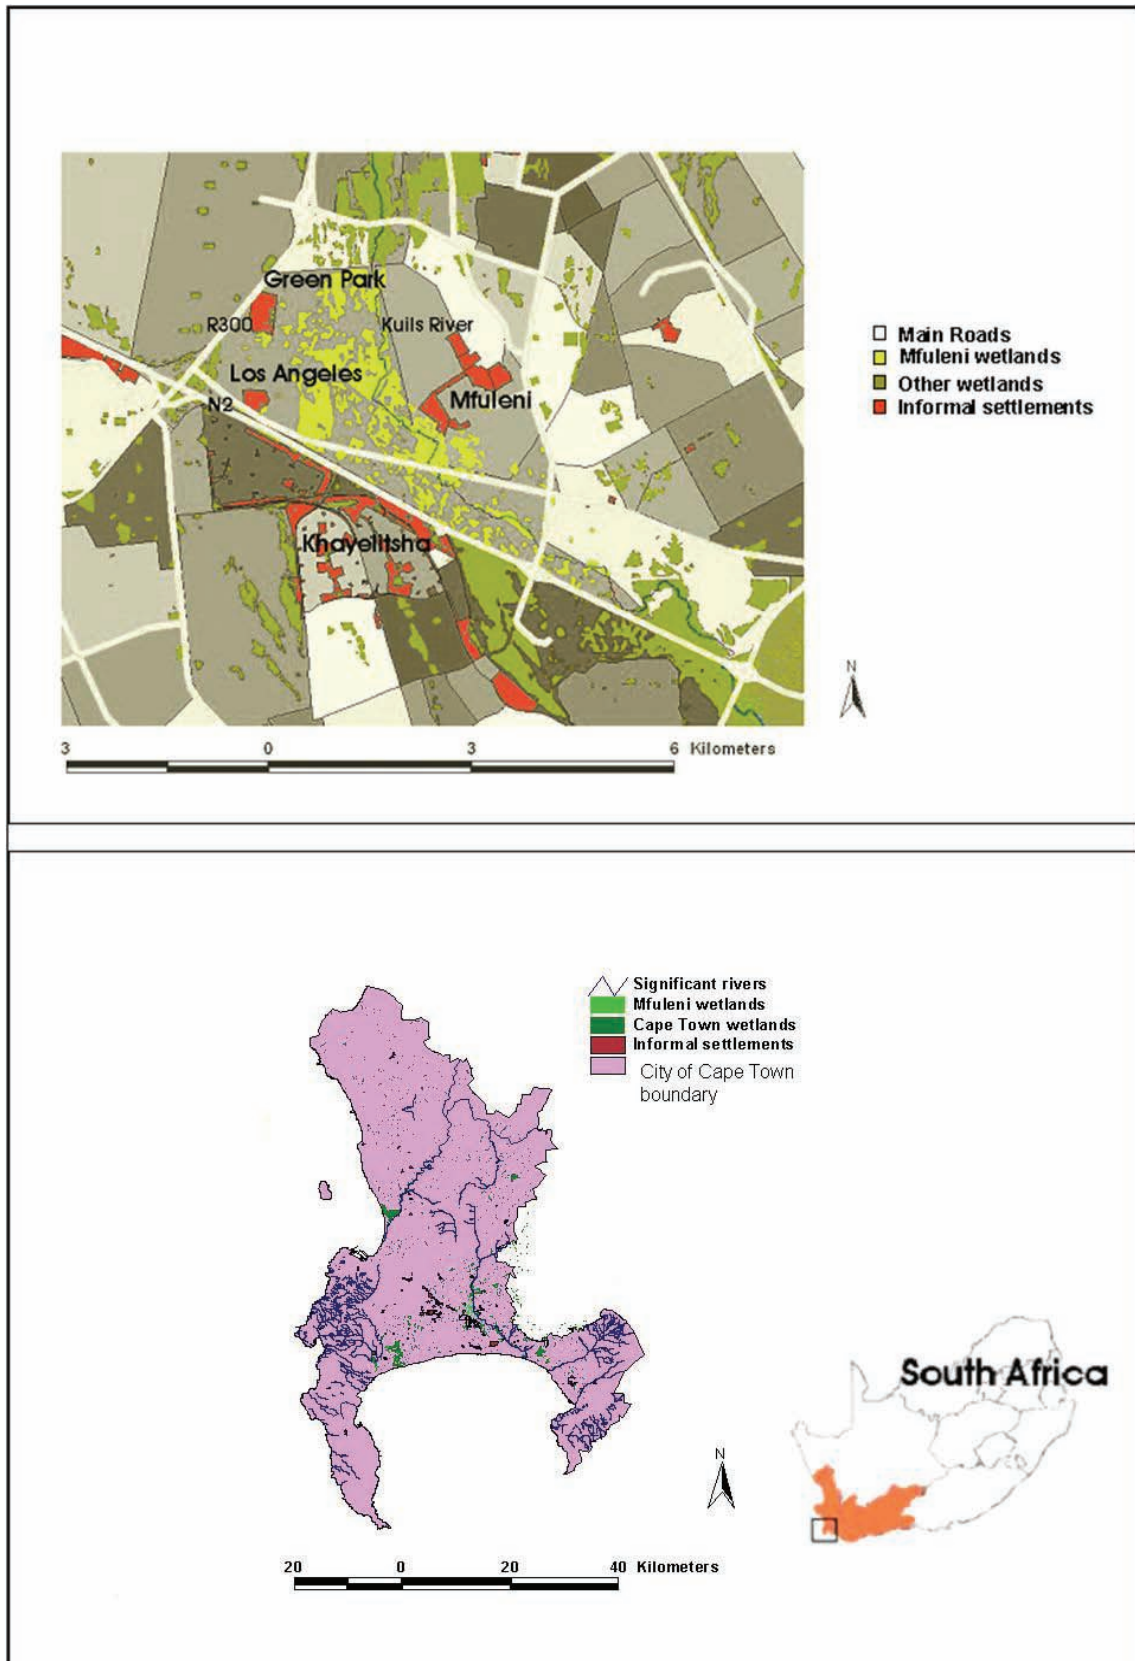 Green Park
R300
Kuils River
Los Angeles
N2
Mfuleni
Khayelitsha
Main Roads
Mfuleni wetlands
Other wetlands
Informal settlements
N
3 0 3 6 Kilometers
Significant rivers
Mfuleni wetlands
Cape Town wetlands
Informal settlements
City of Cape Town
boundary
South Africa
N
20 0 20 40 Kilometers